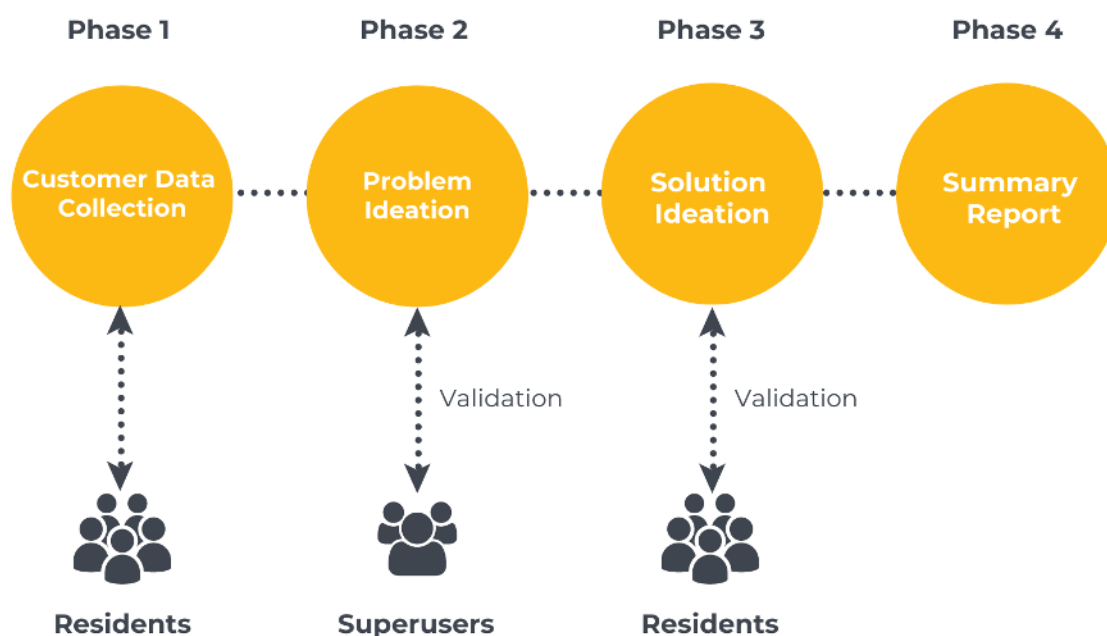 Phase 1
Phase 2
Phase 3
Phase 4
Customer Data
Collection
Problem
Ideation
Solution
Ideation
Summary
Report
Validation
Validation
Residents
Superusers
Residents